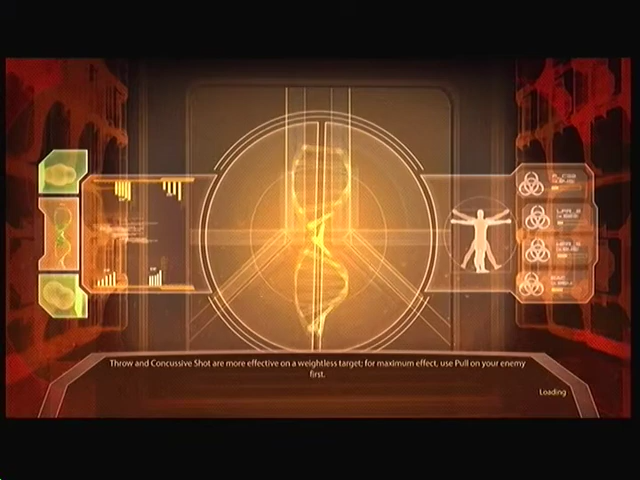 Throw and Concussive Shot are more effective on a weightless target; for maximum effect, use Pull on your enemy
first.
Loading